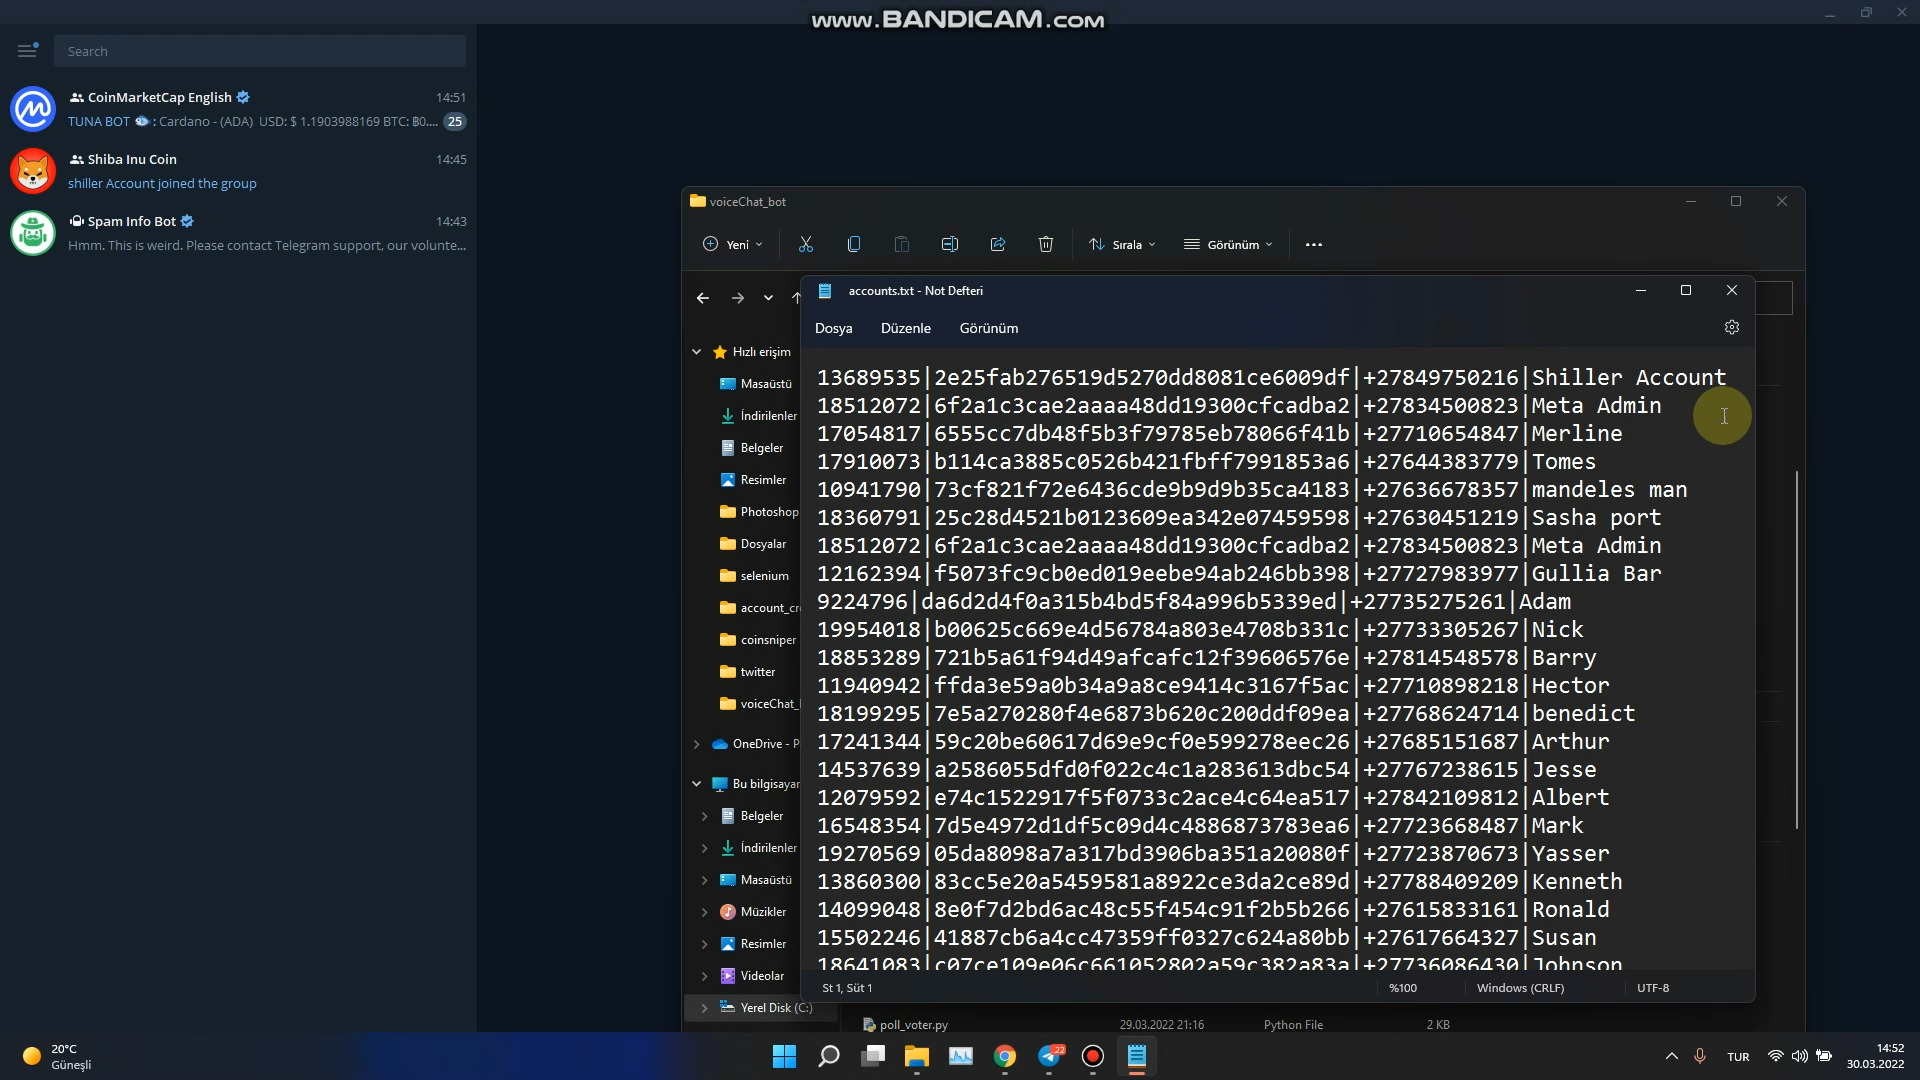 www.BANDICAM.com
Search
CoinMarketCap English 14:51
TUNA BOT 🐟: Cardano - (ADA) USD: $ 1.1903988169 BTC: ₿0.... 25
Shiba Inu Coin 14:45
shiller Account joined the group
Spam Info Bot 14:43
Hmm. This is weird. Please contact Telegram support, our volunte...
voiceChat_bot
Yeni Sırala Görünüm
accounts.txt - Not Defteri
Dosya Düzenle Görünüm
Hızlı erişim
Masaüstü
İndirilenler
Belgeler
Resimler
Photoshop
Dosyalar
selenium
account_cr
coinsniper
twitter
voiceChat_
OneDrive - P
Bu bilgisayar
Belgeler
İndirilenler
Masaüstü
Müzikler
Resimler
Videolar
Yerel Disk (C:)
13689535|2e25fab276519d5270dd8081ce6009df|+27849750216|Shiller Account
18512072|6f2a1c3cae2aaaa48dd19300cfcadba2|+27834500823|Meta Admin
17054817|6555cc7db48f5b3f79785eb78066f41b|+27710654847|Merline
17910073|b114ca3885c0526b421fbff7991853a6|+27644383779|Tomes
10941790|73cf821f72e6436cde9b9d9b35ca4183|+27636678357|mandeles man
18360791|25c28d4521b0123609ea342e07459598|+27630451219|Sasha port
18512072|6f2a1c3cae2aaaa48dd19300cfcadba2|+27834500823|Meta Admin
12162394|f5073fc9cb0ed019eebe94ab246bb398|+27727983977|Gullia Bar
9224796|da6d2d4f0a315b4bd5f84a996b5339ed|+27735275261|Adam
19954018|b00625c669e4d56784a803e4708b331c|+27733305267|Nick
18853289|721b5a61f94d49afcafc12f39606576e|+27814548578|Barry
11940942|ffda3e59a0b34a9a8ce9414c3167f5ac|+27710898218|Hector
18199295|7e5a270280f4e6873b620c200ddf09ea|+27768624714|benedict
17241344|59c20be60617d69e9cf0e599278eec26|+27685151687|Arthur
14537639|a2586055dfd0f022c4c1a283613dbc54|+27767238615|Jesse
12079592|e74c1522917f5f0733c2ace4c64ea517|+27842109812|Albert
16548354|7d5e4972d1df5c09d4c4886873783ea6|+27723668487|Mark
19270569|05da8098a7a317bd3906ba351a20080f|+27723870673|Yasser
13860300|83cc5e20a5459581a8922ce3da2ce89d|+27788409209|Kenneth
14099048|8e0f7d2bd6ac48c55f454c91f2b5b266|+27615833161|Ronald
15502246|41887cb6a4cc47359ff0327c624a80bb|+27617664327|Susan
18641083|c07ce109e06c661052802a59c382a83a|+27736086430|Johnson
St 1, Süt 1 %100 Windows (CRLF) UTF-8
poll_voter.py 29.03.2022 21:16 Python File 2 KB
20°C
Güneşli
22
TUR
14:52
30.03.2022